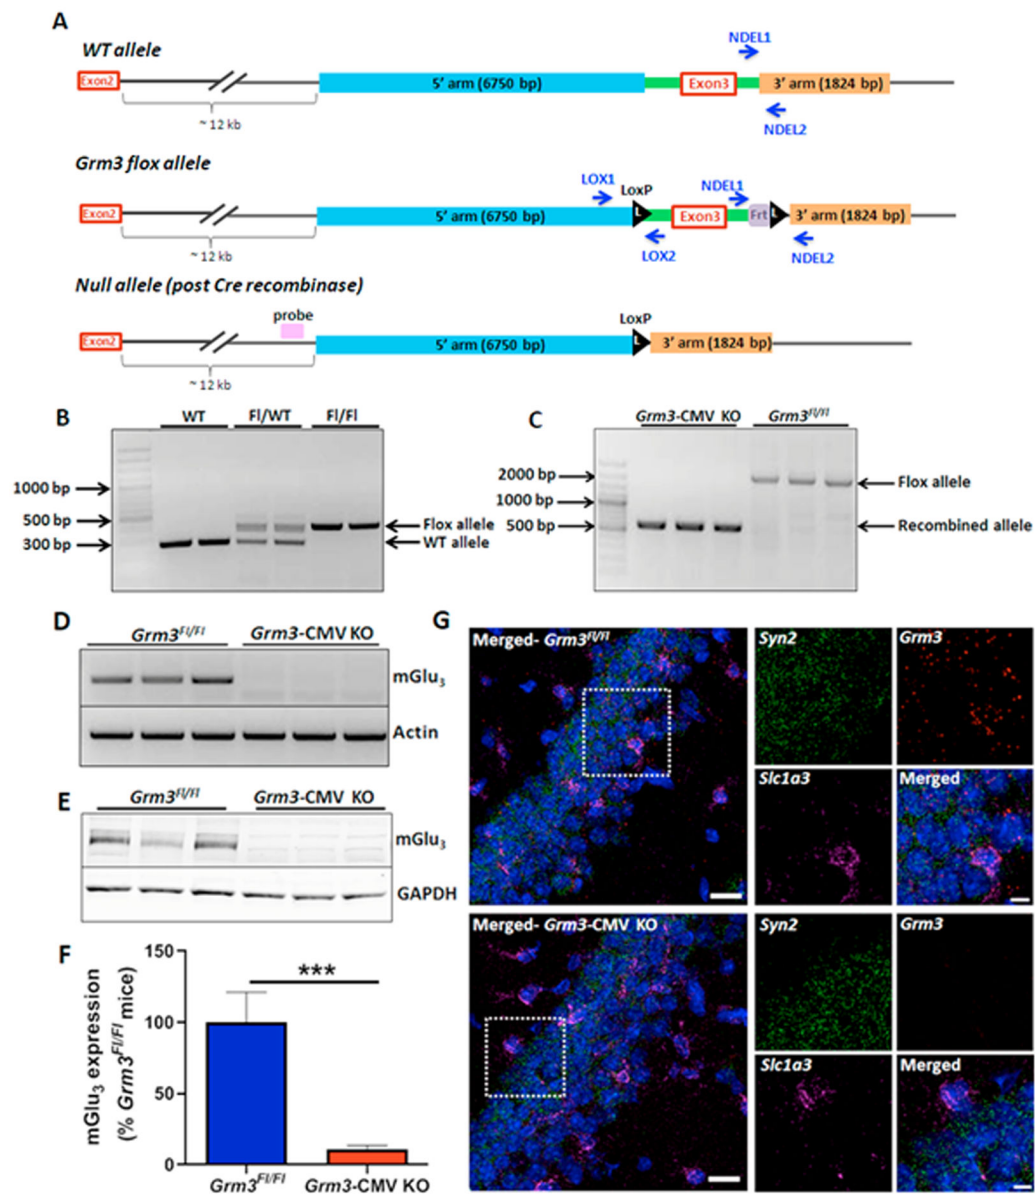 A
WT allele
Exon2
5' arm (6750 bp)
NDEL1
Exon3
3' arm (1824 bp)
NDEL2
~ 12 kb
Grm3 flox allele
Exon2
5' arm (6750 bp)
LOX1
LoxP
L
NDEL1
Exon3
Frt
L
3' arm (1824 bp)
LOX2
NDEL2
~ 12 kb
Null allele (post Cre recombinase)
probe
Exon2
5' arm (6750 bp)
LoxP
L
3' arm (1824 bp)
~ 12 kb
B
WT Fl/WT Fl/Fl
1000 bp
500 bp
300 bp
Flox allele
WT allele
C
Grm3-CMV KO Grm3Fl/Fl
2000 bp
1000 bp
500 bp
Flox allele
Recombined allele
D
Grm3Fl/Fl Grm3-CMV KO
mGlu3
Actin
E
Grm3Fl/Fl Grm3-CMV KO
mGlu3
GAPDH
F
mGlu3 expression
(% Grm3Fl/Fl mice)
150
100
50
0
***
Grm3Fl/Fl Grm3-CMV KO
G
Merged- Grm3Fl/Fl
Syn2
Grm3
Slc1a3
Merged
Merged- Grm3-CMV KO
Syn2
Grm3
Slc1a3
Merged